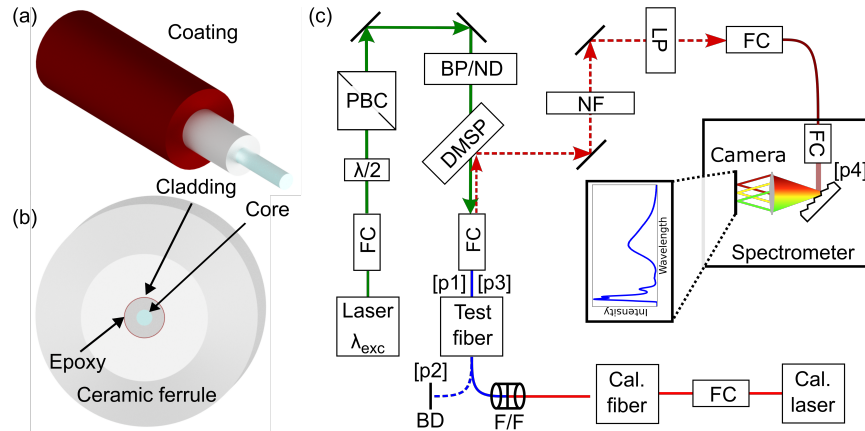 (a)
Coating
Cladding
(b)
Core
Epoxy
Ceramic ferrule
(c)
PBC
λ/2
FC
Laser
λexc
BP/ND
DMSP
FC
[p1] [p3]
Test
fiber
[p2]
BD
F/F
NF
LP
FC
FC
Camera
[p4]
Spectrometer
Wavelength
Intensity
Cal.
fiber
FC
Cal.
laser